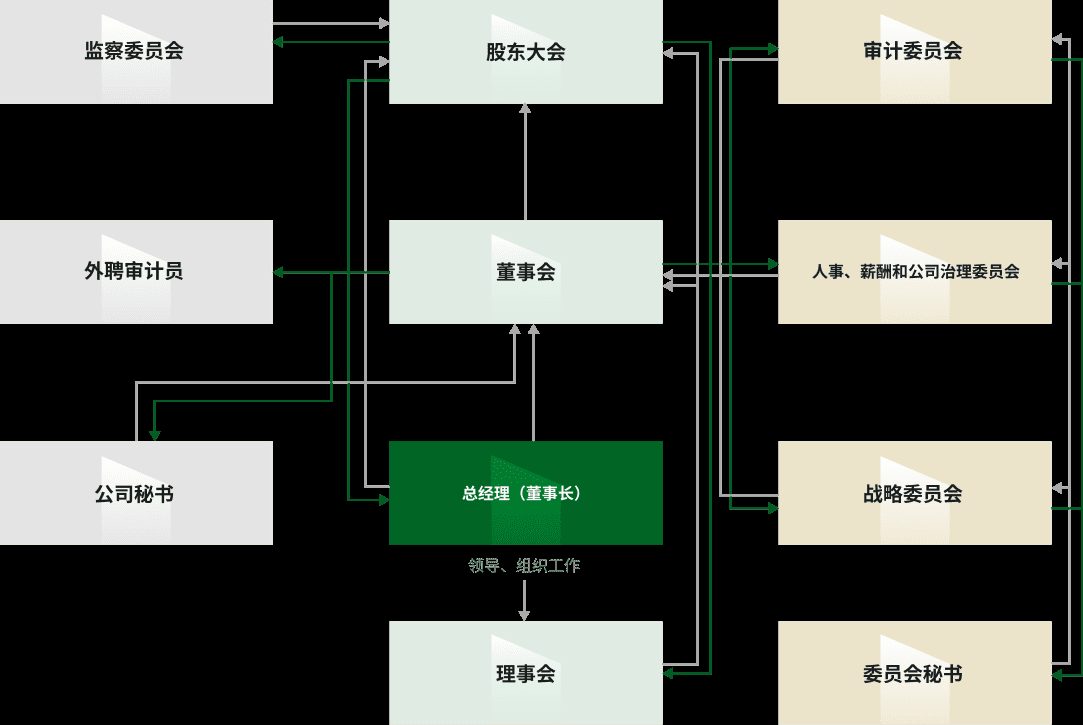 监察委员会
股东大会
审计委员会
外聘审计员
董事会
人事、薪酬和公司治理委员会
公司秘书
总经理（董事长）
战略委员会
领导、组织工作
理事会
委员会秘书